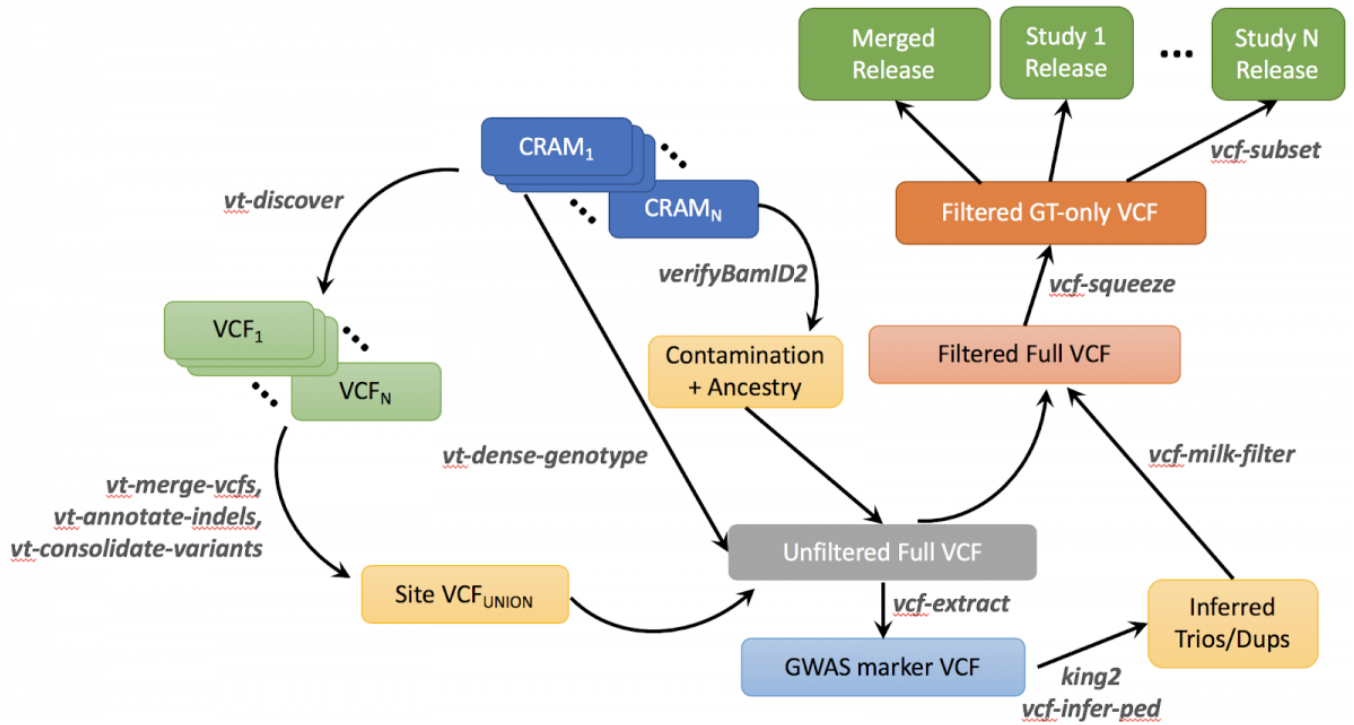 Merged
Release
Study 1
Release
Study N
Release
vcf-subset
CRAM1
CRAMN
vt-discover
verifyBamID2
Filtered GT-only VCF
vcf-squeeze
VCF1
VCFN
Contamination
+ Ancestry
Filtered Full VCF
vt-dense-genotype
vcf-milk-filter
vt-merge-vcfs,
vt-annotate-indels,
vt-consolidate-variants
Unfiltered Full VCF
Site VCFUNION
vcf-extract
Inferred
Trios/Dups
GWAS marker VCF
king2
vcf-infer-ped